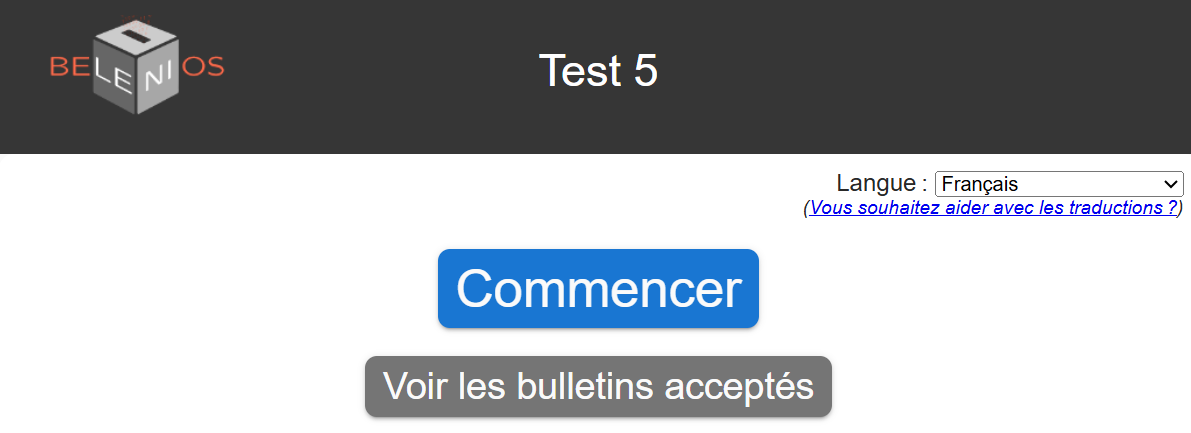 BELENIOS
Test 5
Langue : Français
(Vous souhaitez aider avec les traductions ?)
Commencer
Voir les bulletins acceptés